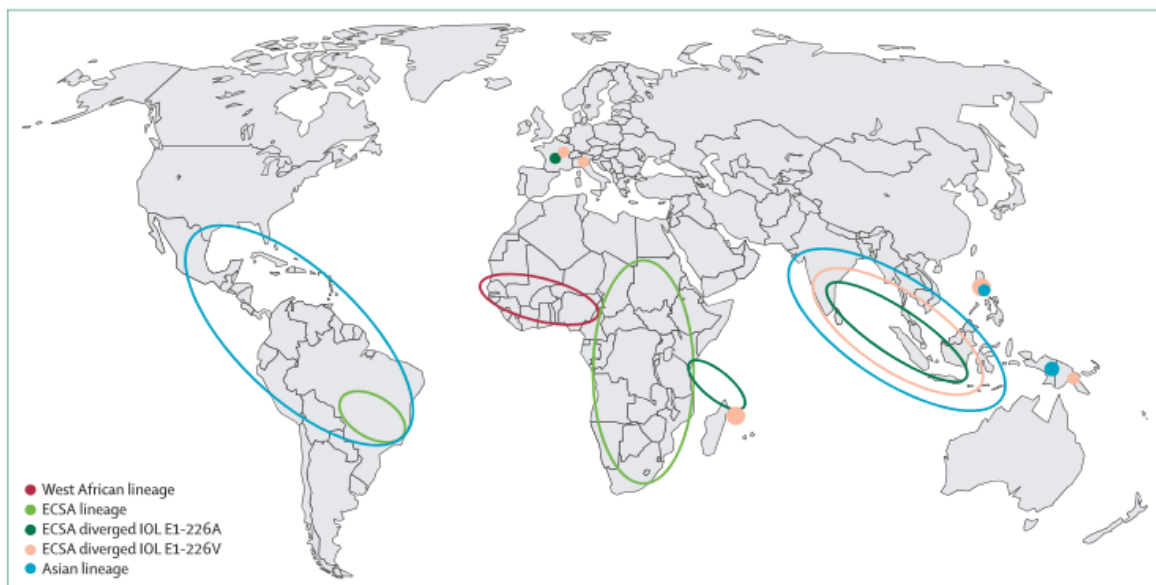 West African lineage
ECSA lineage
ECSA diverged IOL E1-226A
ECSA diverged IOL E1-226V
Asian lineage